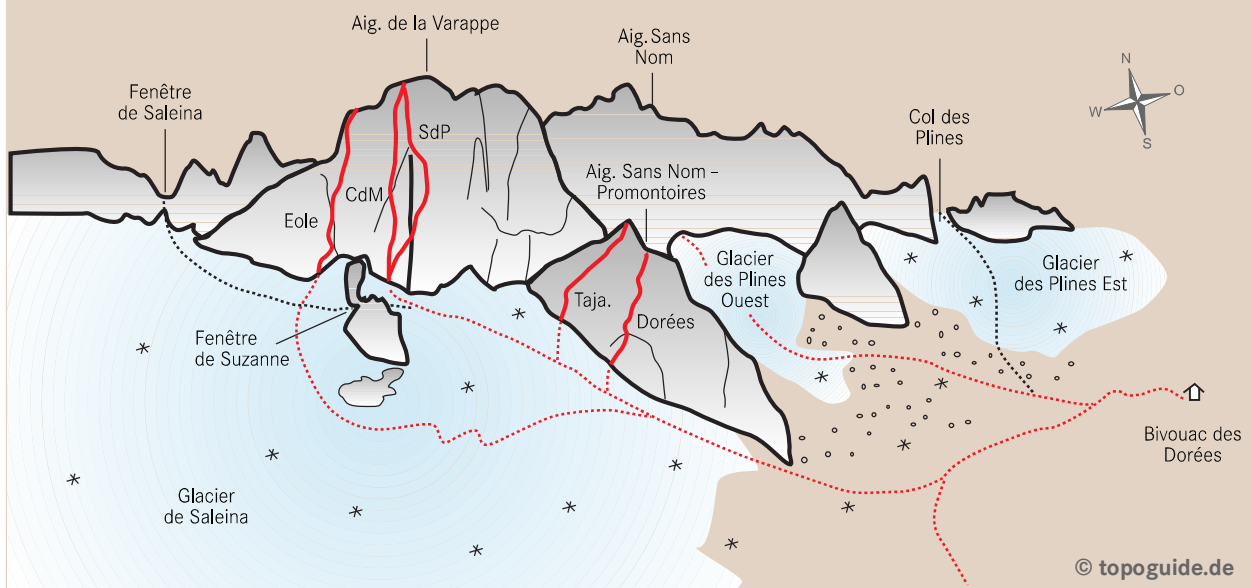 Aig. de la Varappe
Aig. Sans
Nom
Fenêtre
de Saleina
N
W
O
S
Col des
Plines
SdP
Aig. Sans Nom –
Promontoires
CdM
Eole
Glacier
des Plines
Ouest
Glacier
des Plines Est
Taja.
Dorées
Fenêtre
de Suzanne
Bivouac des
Dorées
Glacier
de Saleina
© topoguide.de